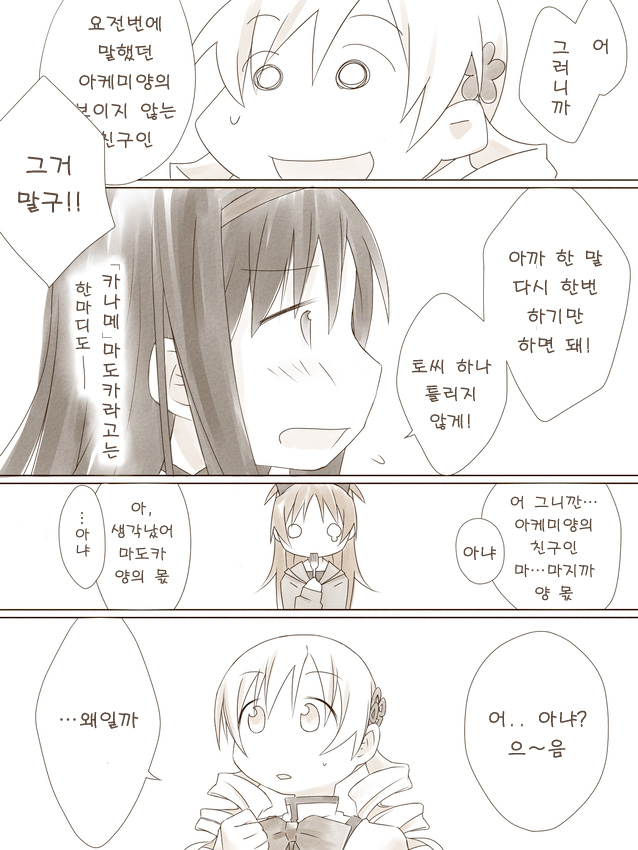 어
그러니까
요전번에
말했던
아케미양의
보이지 않는
친구인
그거
말구!!
아까 한 말
다시 한번
하기만
하면 돼!
토씨 하나
틀리지
않게!
「카나메」마도카라고는
한마디도──
어 그니깐…
아케미양의
친구인
마…마지까
양 몫
아냐
아,
생각났어
마도카
양의 몫
…아냐
어.. 아냐?
으～음
…왜일까